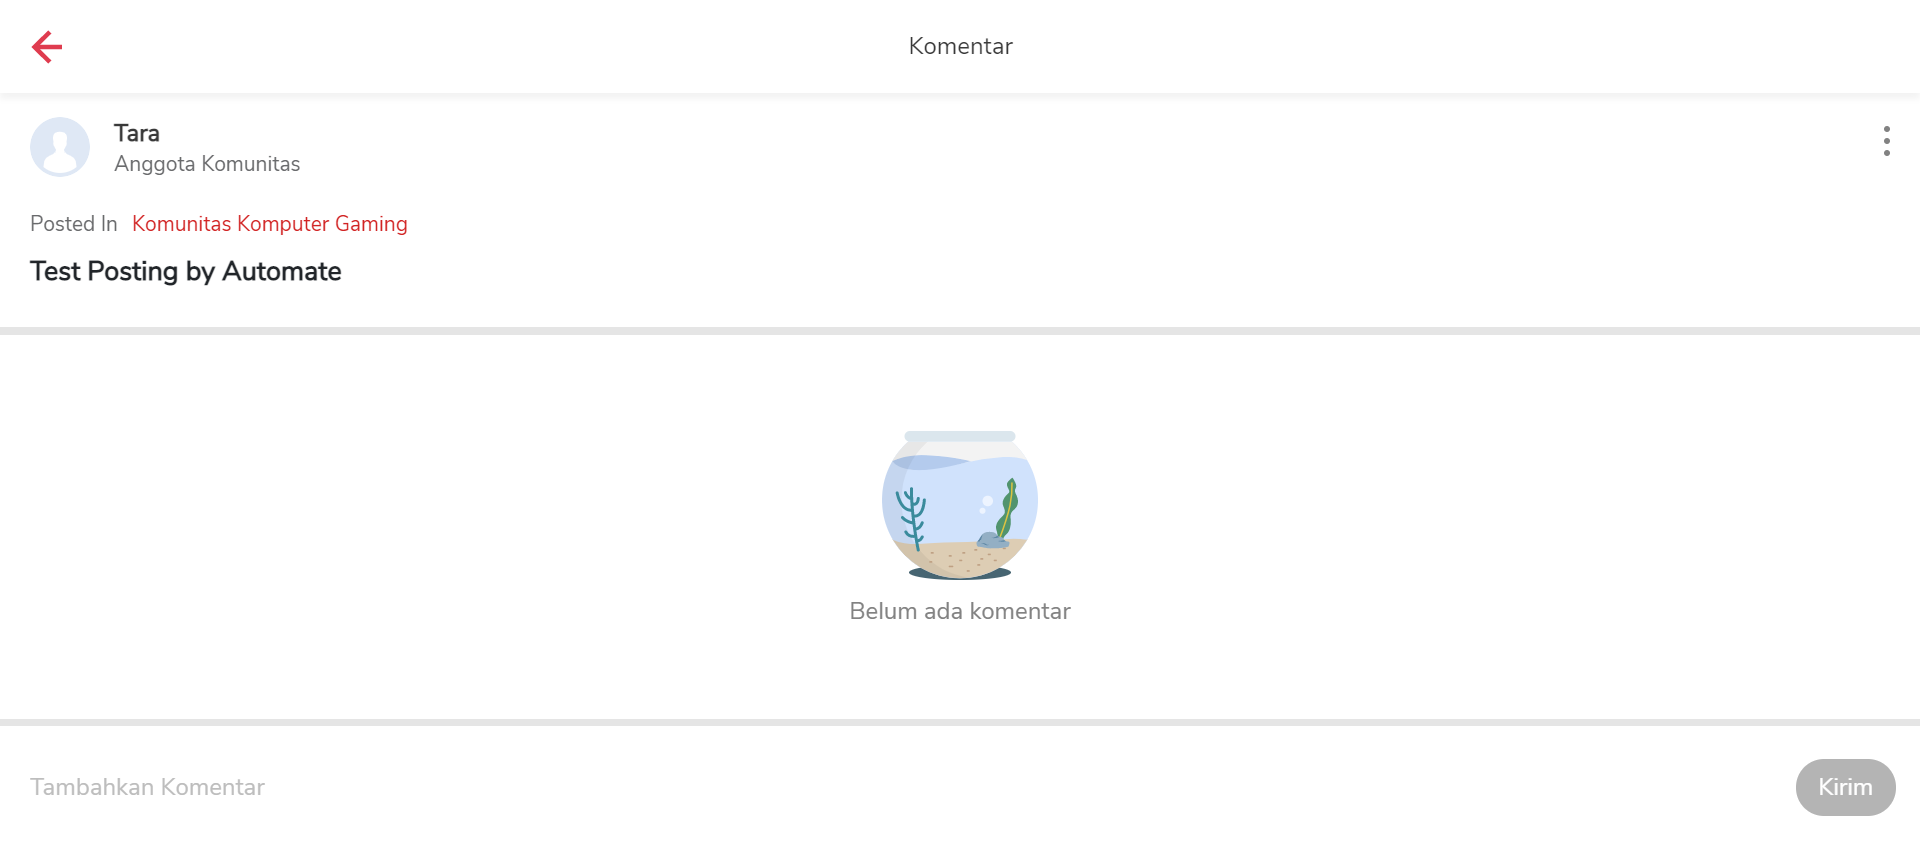 Komentar
Tara
Anggota Komunitas
Posted In Komunitas Komputer Gaming
Test Posting by Automate
Belum ada komentar
Tambahkan Komentar
Kirim